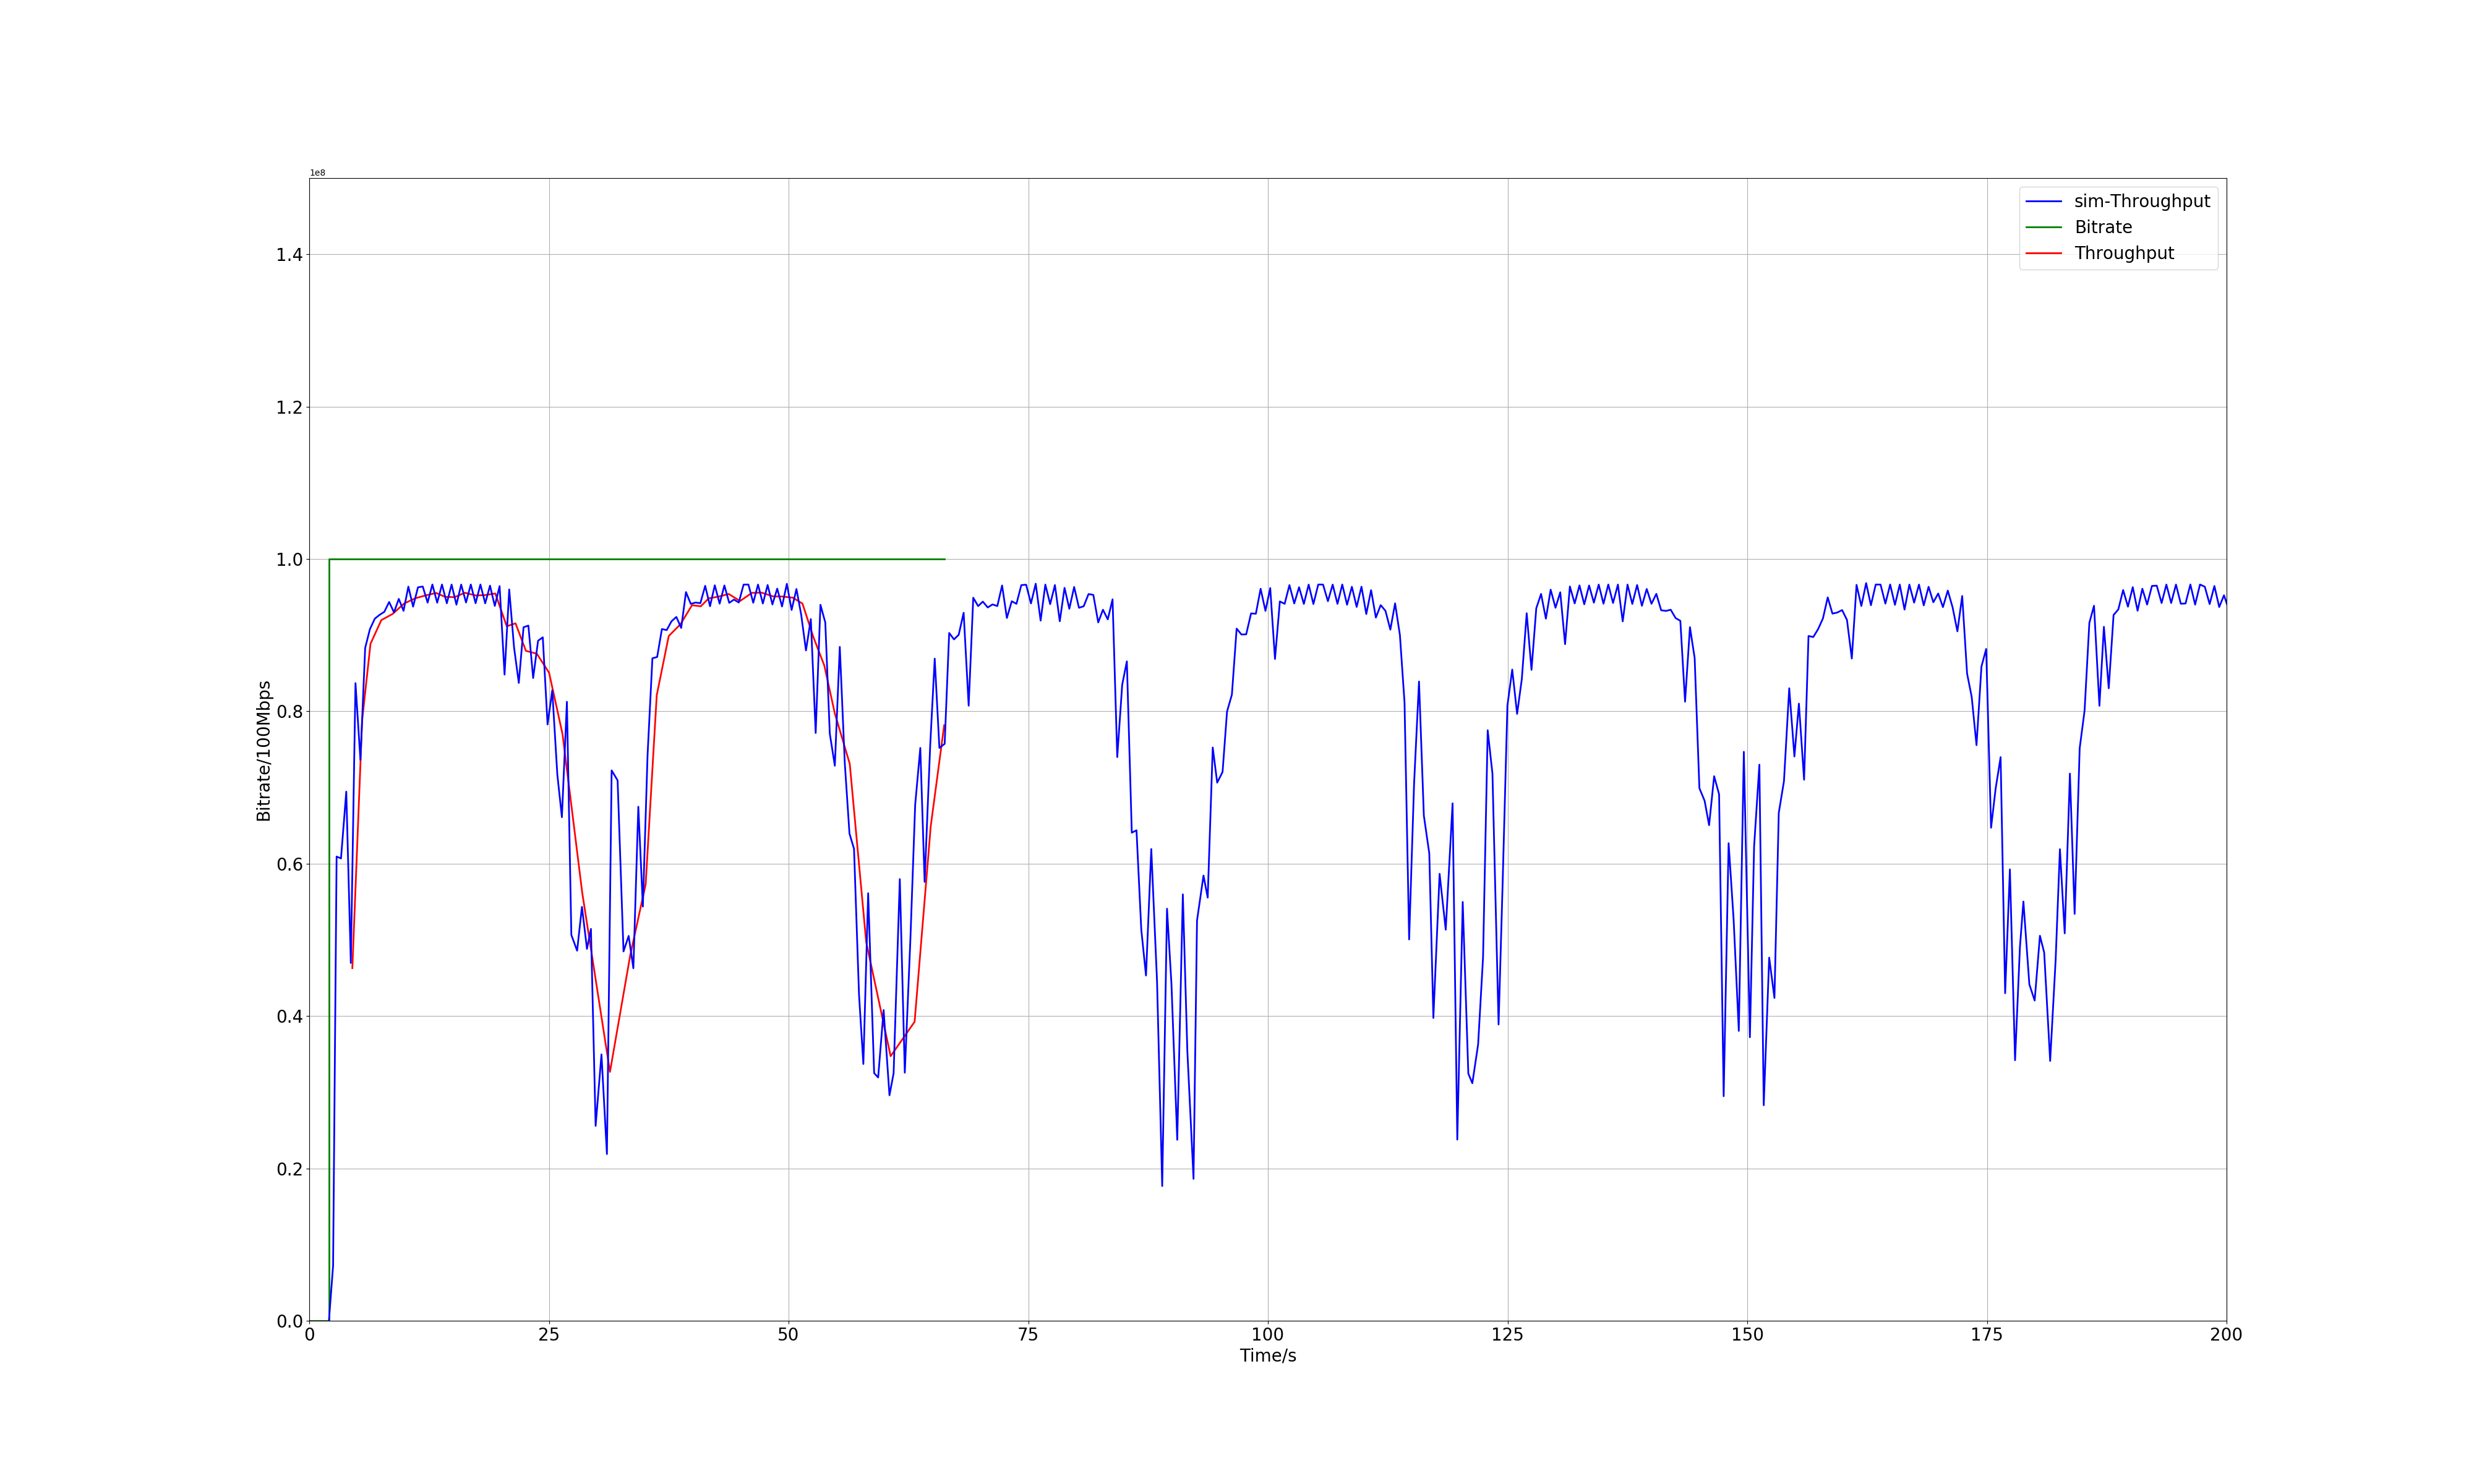 1e8
sim-Throughput
Bitrate
Throughput
1.4
1.2
1.0
0.8
0.6
0.4
0.2
0.0
Bitrate/100Mbps
0 25 50 75 100 125 150 175 200
Time/s